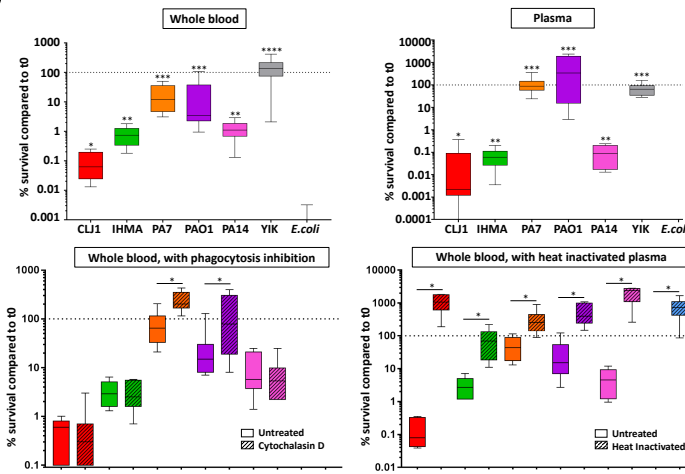 Whole blood
% survival compared to t0
1000
100
10
1
0.1
0.01
0.001
* ** *** *** ** ****
CLJ1 IHMA PA7 PAO1 PA14 YIK E.coli
Plasma
% survival compared to t0
10000
1000
100
10
1
0.1
0.01
0.001
0.0001
* ** *** *** ** ***
CLJ1 IHMA PA7 PAO1 PA14 YIK E.coli
Whole blood, with phagocytosis inhibition
% survival compared to t0
1000
100
10
1
0.1
* *
Untreated
Cytochalasin D
Whole blood, with heat inactivated plasma
% survival compared to t0
10000
1000
100
10
1
0.1
0.01
* * * * * *
Untreated
Heat Inactivated